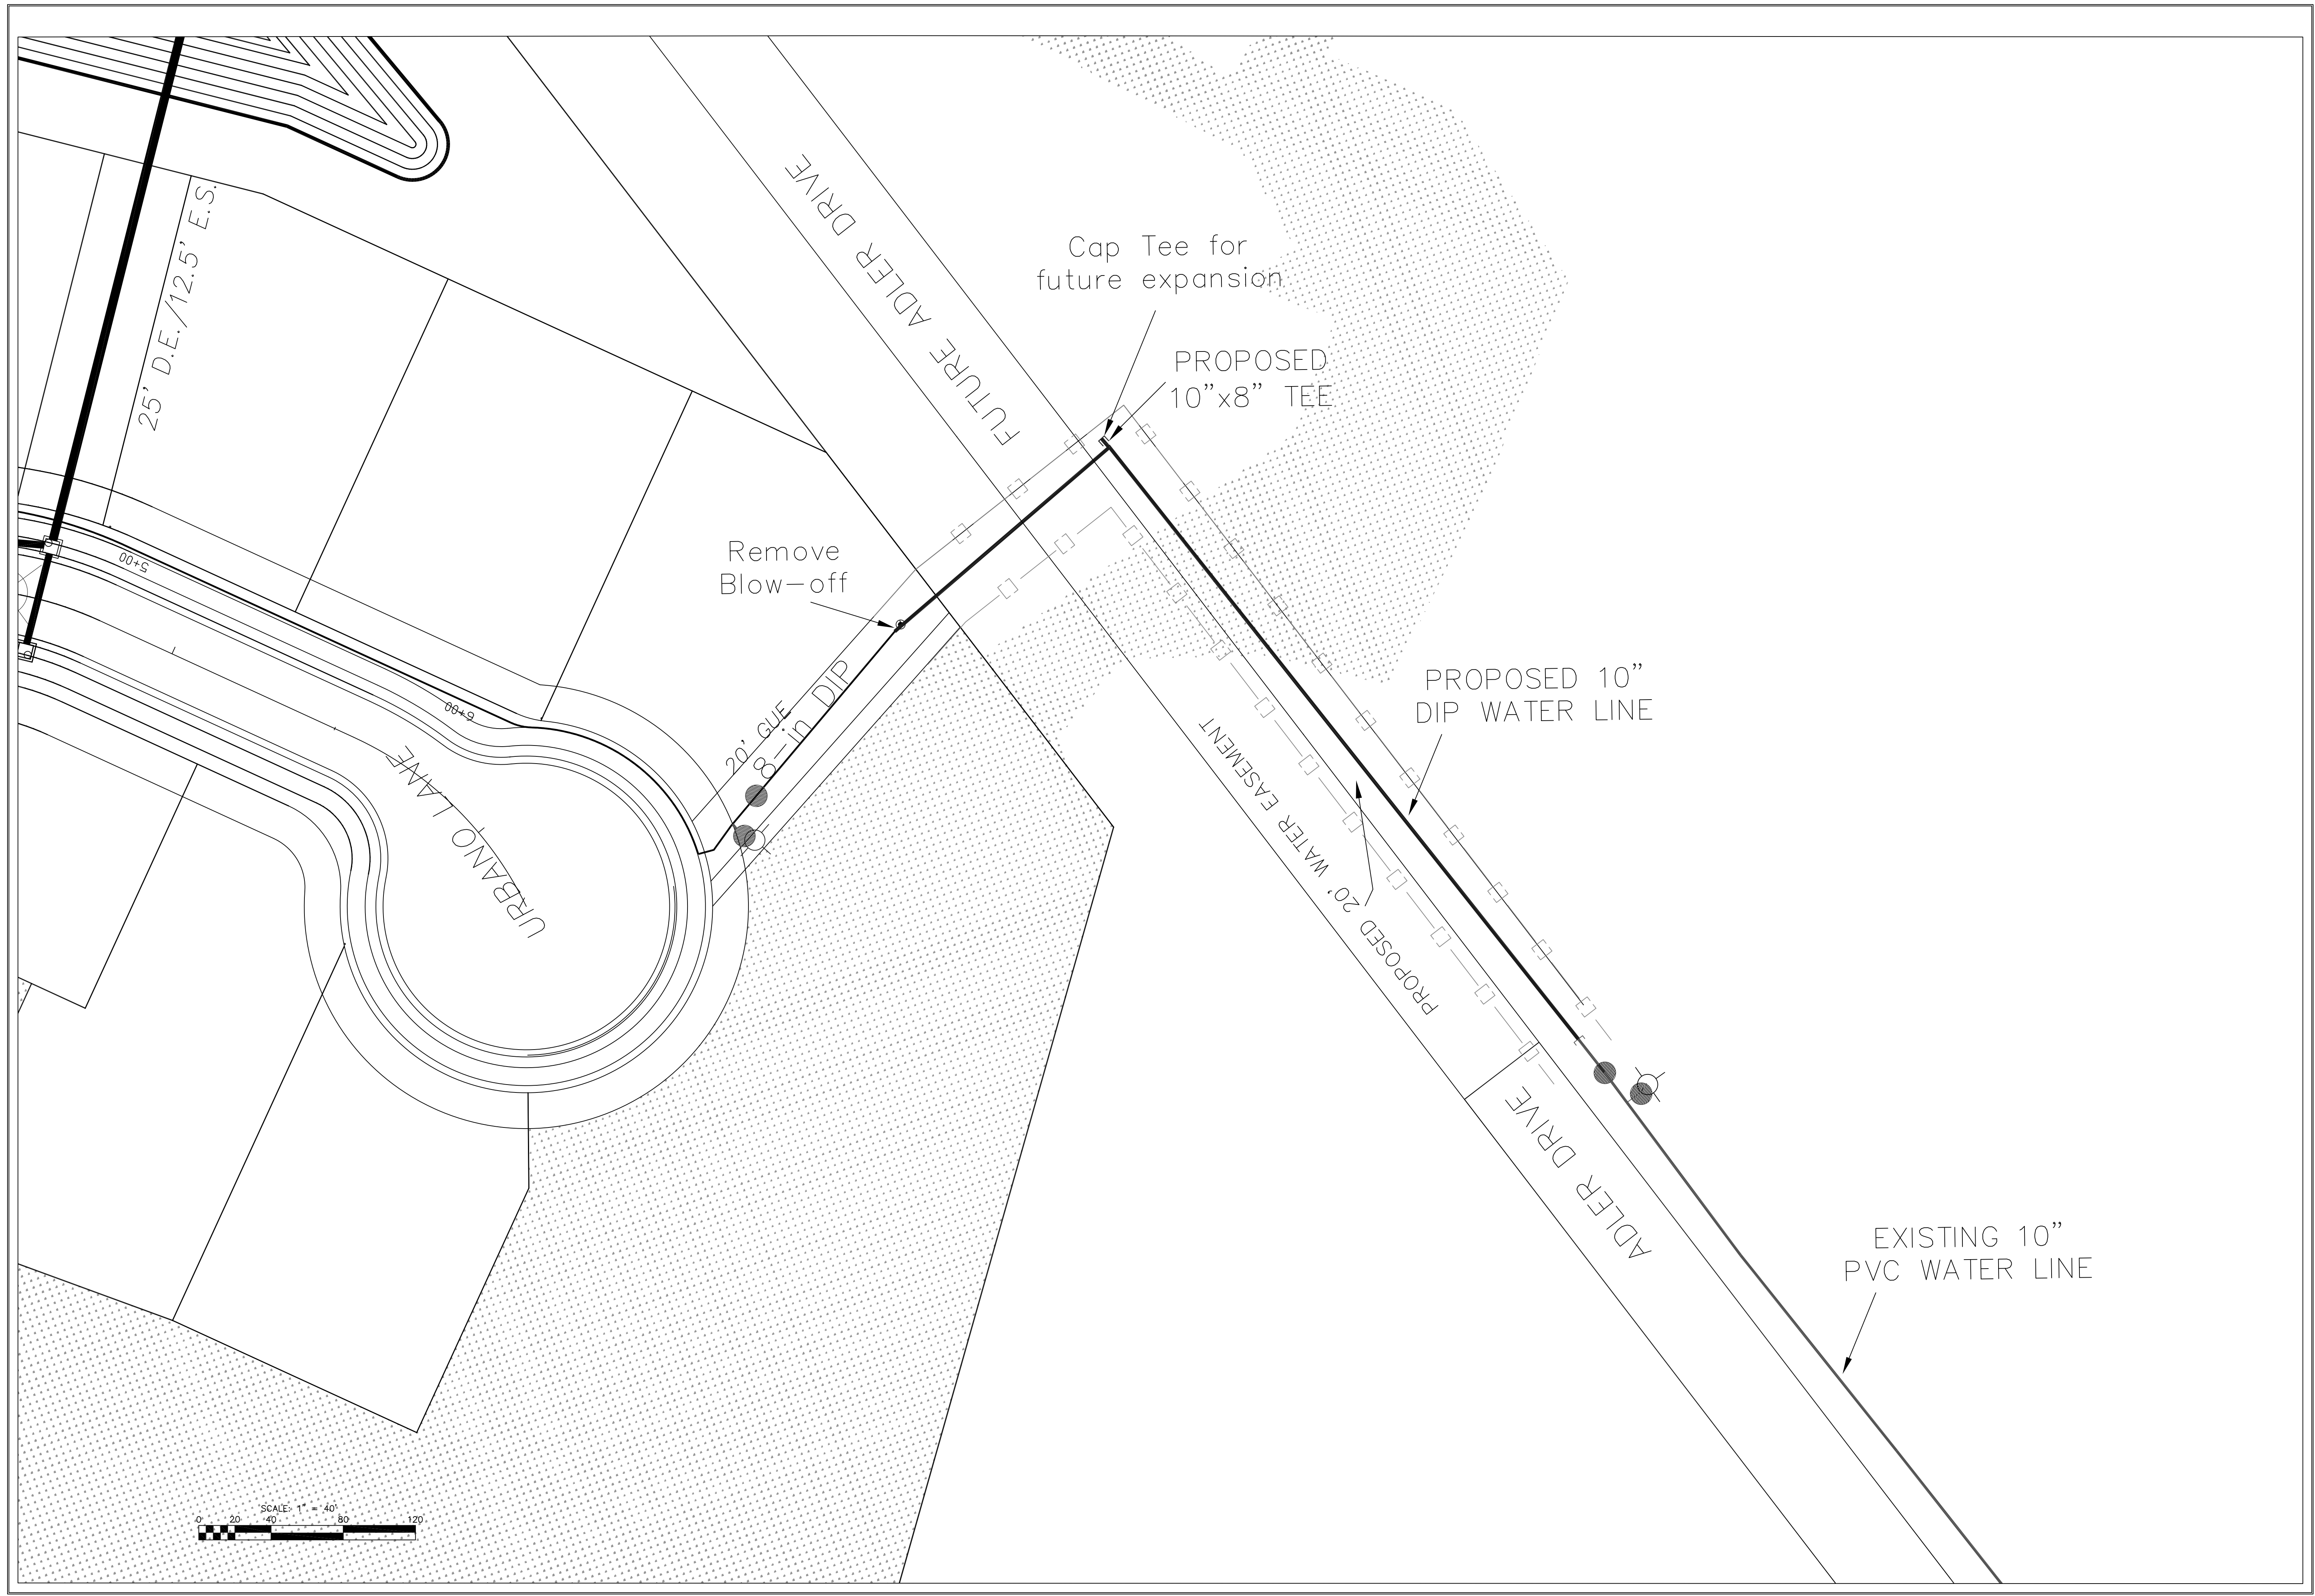 25' D.E./12.5' E.S.
FUTURE ADLER DRIVE
Cap Tee for
future expansion
PROPOSED
10"x8" TEE
Remove
Blow-off
5+00
6+00
20' GUE
8-in DIP
URBANO LANE
PROPOSED 10"
DIP WATER LINE
PROPOSED 20' WATER EASEMENT
ADLER DRIVE
EXISTING 10"
PVC WATER LINE
SCALE: 1" = 40'
0 20 40 80 120